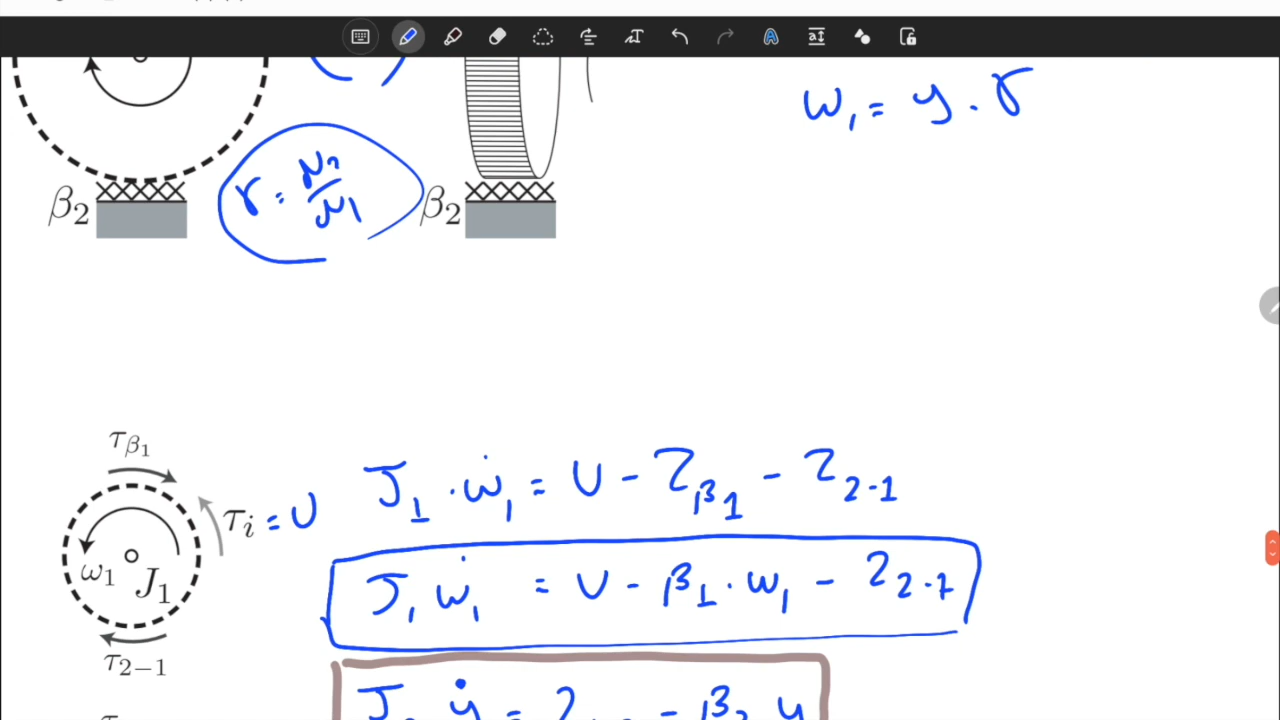 ω₁ = y . γ
γ = N₂/N₁
β₂
β₂
τβ₁
τᵢ = U
ω₁ J₁
τ₂₋₁
J₁ . ω̇₁ = U - τβ₁ - τ₂₋₁
J₁ ω̇₁ = U - β₁ . ω₁ - τ₂₋₁